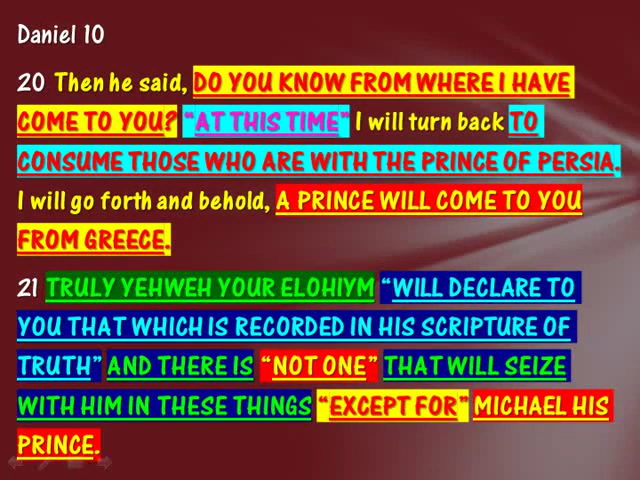 Daniel 10
20 Then he said, DO YOU KNOW FROM WHERE I HAVE
COME TO YOU? “AT THIS TIME” I will turn back TO
CONSUME THOSE WHO ARE WITH THE PRINCE OF PERSIA.
I will go forth and behold, A PRINCE WILL COME TO YOU
FROM GREECE.
21 TRULY YEHWEH YOUR ELOHIYM “WILL DECLARE TO
YOU THAT WHICH IS RECORDED IN HIS SCRIPTURE OF
TRUTH” AND THERE IS “NOT ONE” THAT WILL SEIZE
WITH HIM IN THESE THINGS “EXCEPT FOR” MICHAEL HIS
PRINCE.